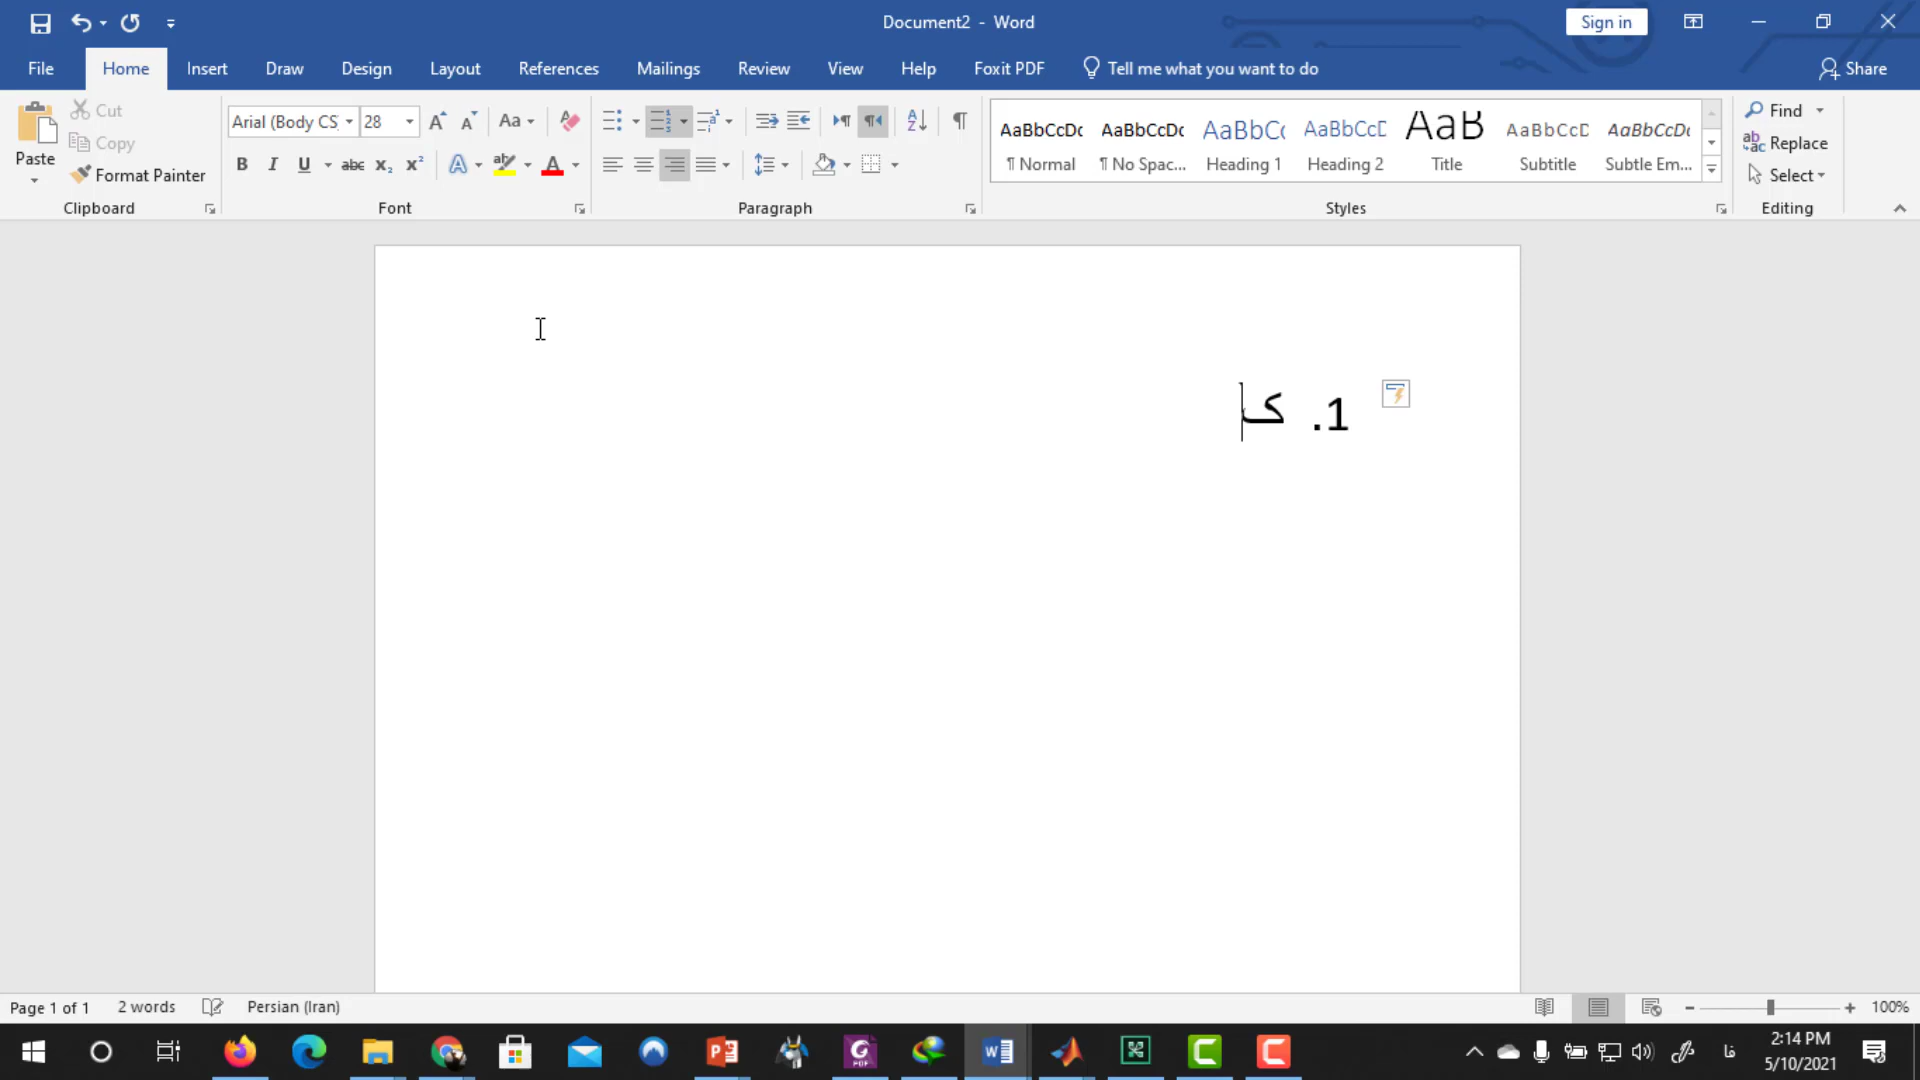 Document2 - Word
Sign in
File Home Insert Draw Design Layout References Mailings Review View Help Foxit PDF Tell me what you want to do Share
Paste
Cut
Copy
Format Painter
Clipboard
Arial (Body CS 28
Font
Paragraph
AaBbCcDc AaBbCcDc AaBbCc AaBbCcD AaB AaBbCcD AaBbCcDc
¶ Normal ¶ No Spac... Heading 1 Heading 2 Title Subtitle Subtle Em...
Styles
Find
Replace
Select
Editing
1. ک
Page 1 of 1 2 words Persian (Iran) 100%
فا
2:14 PM
5/10/2021